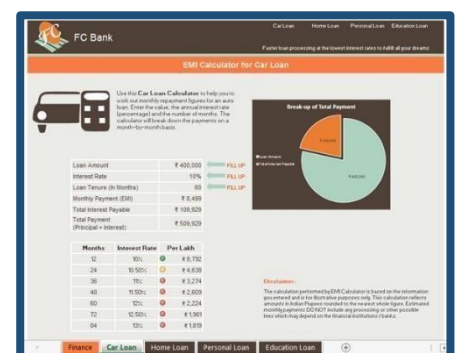 Car Loan Home Loan Personal Loan Education Loan
FC Bank
Faster loan processing at the lowest interest rates to fulfill all your dreams
EMI Calculator for Car Loan
Use this Car Loan Calculator to help you to
work out monthly repayment figures for an auto
loan. Enter the value, the annual interest rate
(percentage) and the number of months. The
calculator will break down the payments on a
month-by-month basis.
Break-up of Total Payment
Loan Amount
Total Interest Payable
Loan Amount ₹ 400,000 FILL UP
Interest Rate 10% FILL UP
Loan Tenure (In Months) 60 FILL UP
Monthly Payment (EMI) ₹ 8,499
Total Interest Payable ₹ 109,929
Total Payment
(Principal + Interest) ₹ 509,929
Months Interest Rate Per Lakh
12 10% ₹ 8,792
24 10.50% ₹ 4,638
36 11% ₹ 3,274
48 11.50% ₹ 2,609
60 12% ₹ 2,224
72 12.50% ₹ 1,981
84 13% ₹ 1,819
Disclaimer:
The calculation performed by EMI Calculator is based on the information
you entered and is for illustrative purposes only. This calculation reflects
amounts in Indian Rupees rounded to the nearest whole figure. Estimated
monthly payments DO NOT include any processing or other possible
fees which may depend on the financial institutions / banks.
Finance Car Loan Home Loan Personal Loan Education Loan